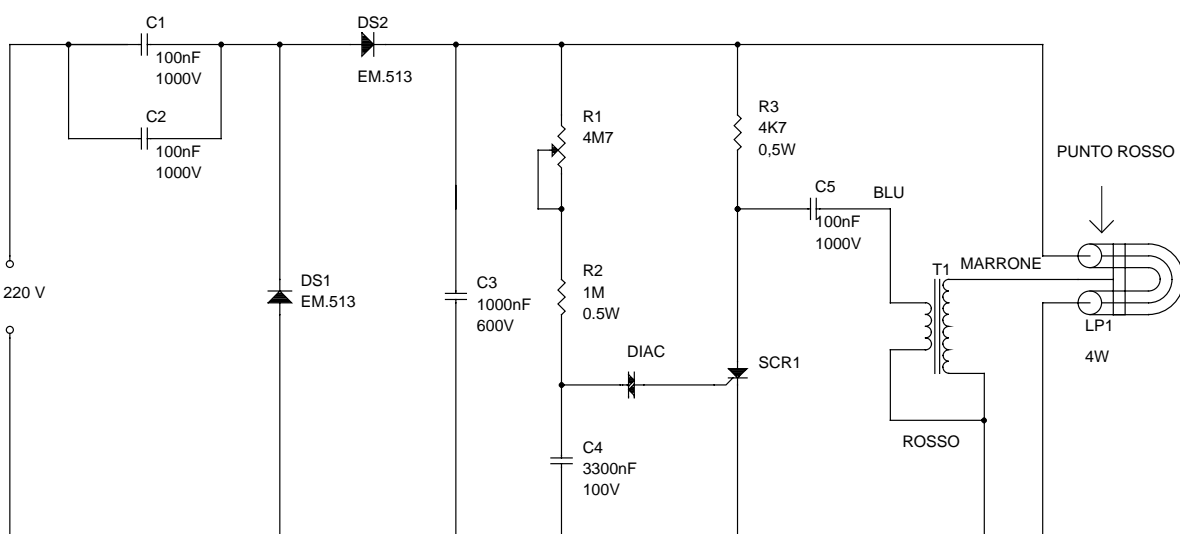 C1
100nF
1000V
C2
100nF
1000V
DS2
EM.513
R1
4M7
R3
4K7
0,5W
PUNTO ROSSO
C5
100nF
1000V
BLU
220 V
DS1
EM.513
C3
1000nF
600V
R2
1M
0.5W
T1
MARRONE
LP1
4W
DIAC
SCR1
ROSSO
C4
3300nF
100V